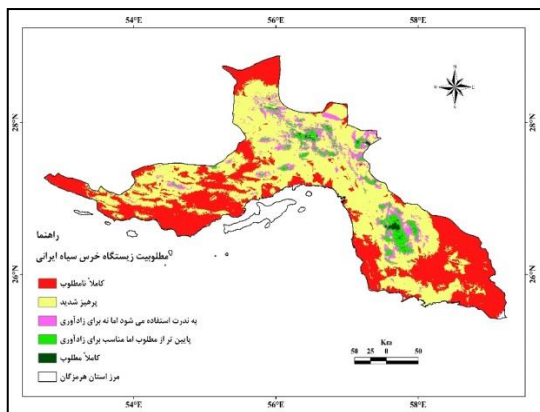 54°E 56°E 58°E
28°N 28°N
26°N 26°N
راهنما
مطلوبیت زیستگاه خرس سیاه ایرانی
کاملاً نامطلوب
پرهیز شدید
به ندرت استفاده می شود اما نه برای زادآوری
پایین تر از مطلوب اما مناسب برای زادآوری
کاملاً مطلوب
مرز استان هرمزگان
Km
50 25 0 50
54°E 56°E 58°E